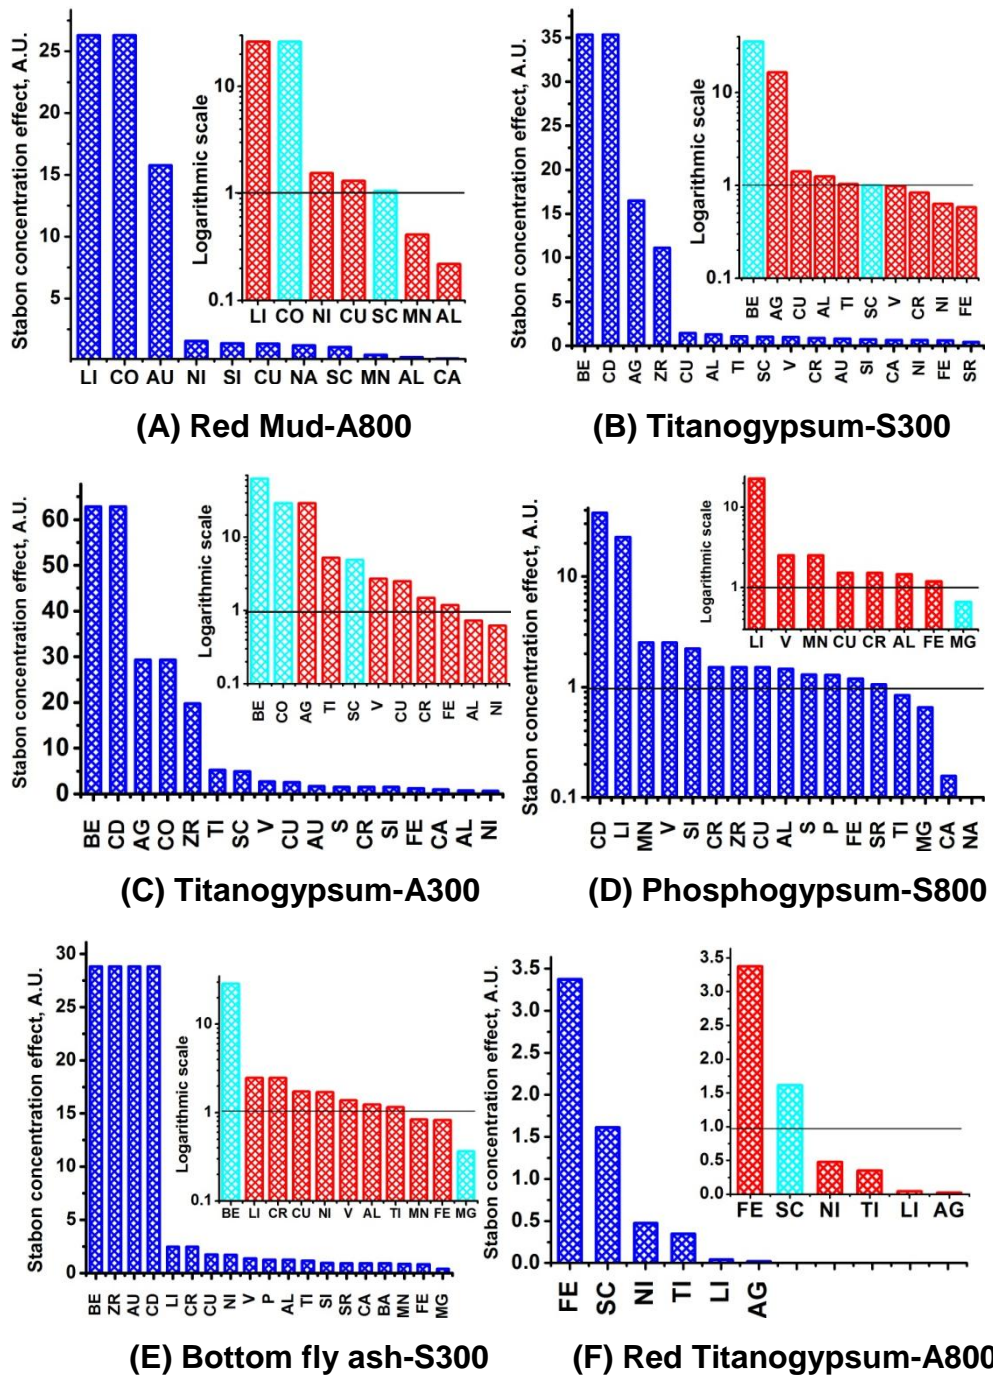 Stabon concentration effect, A.U.
25
20
15
10
5
LI CO AU NI SI CU NA SC MN AL CA
Logarithmic scale
10
1
0.1
LI CO NI CU SC MN AL
(A) Red Mud-A800
Stabon concentration effect, A.U.
35
30
25
20
15
10
5
0
BE CD AG ZR CU AL TI SC V CR AU SI CA NI FE SR
Logarithmic scale
10
1
0.1
BE AG CU AL TI SC V CR NI FE
(B) Titanogypsum-S300
Stabon concentration effect, A.U.
60
50
40
30
20
10
0
BE CD AG CO ZR TI SC V CU AU S CR SI FE CA AL NI
Logarithmic scale
10
1
0.1
BE CO AG TI SC V CU CR FE AL NI
(C) Titanogypsum-A300
Stabon concentration effect, A.U.
10
1
0.1
CD LI MN V SI CR ZR CU AL S P FE SR TI MG CA NA
Logarithmic scale
10
1
LI V MN CU CR AL FE MG
(D) Phosphogypsum-S800
Stabon concentration effect, A.U.
30
25
20
15
10
5
0
BE ZR AU CD LI CR CU NI V P AL TI SI SR CA BA MN FE MG
Logarithmic scale
10
1
0.1
BE LI CR CU NI V AL TI MN FE MG
(E) Bottom fly ash-S300
Stabon concentration effect, A.U.
3.5
3.0
2.5
2.0
1.5
1.0
0.5
0.0
FE SC NI TI LI AG
3.5
3.0
2.5
2.0
1.5
1.0
0.5
0.0
FE SC NI TI LI AG
(F) Red Titanogypsum-A800